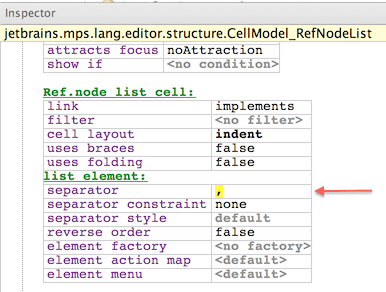 Inspector
jetbrains.mps.lang.editor.structure.CellModel_RefNodeList
attracts focus noAttraction
show if <no condition>
Ref.node list cell:
link implements
filter <no filter>
cell layout indent
uses braces false
uses folding false
list element:
separator ,
separator constraint none
separator style default
reverse order false
element factory <no factory>
element action map <default>
element menu <default>